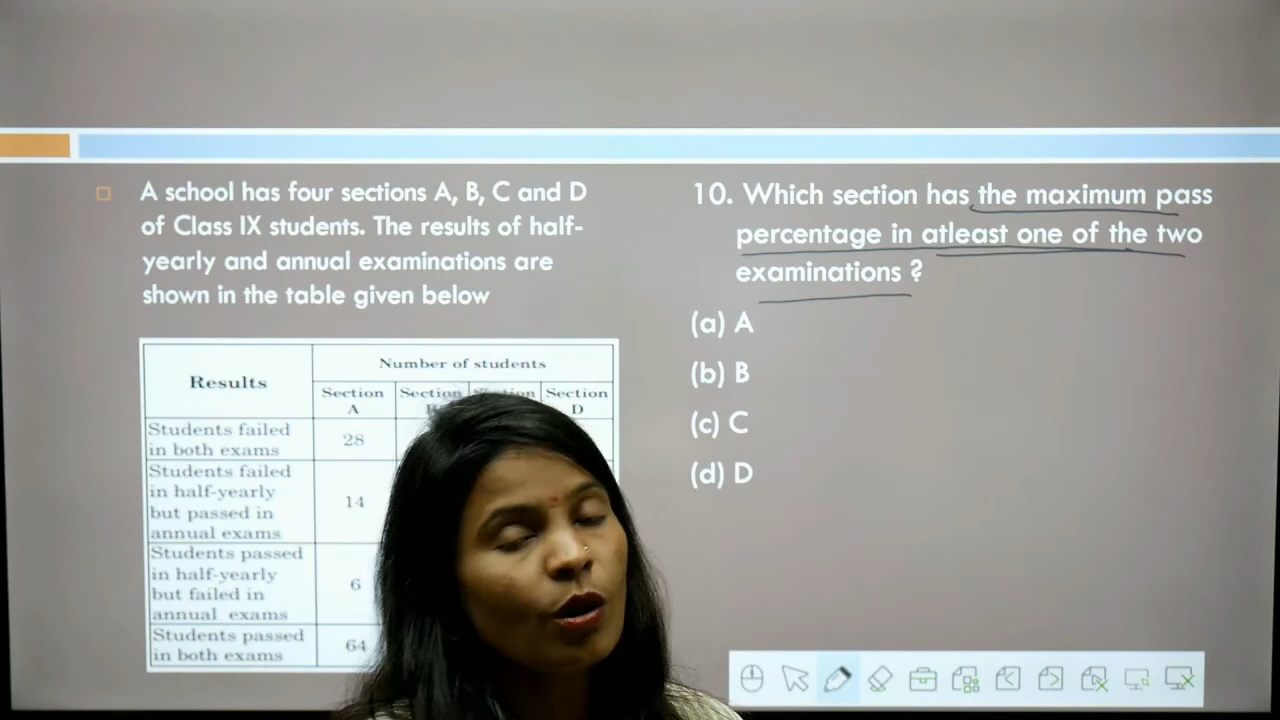 A school has four sections A, B, C and D
of Class IX students. The results of half-
yearly and annual examinations are
shown in the table given below
Results
Number of students
Section
A
Section
Section
D
Students failed
in both exams
28
Students failed
in half-yearly
but passed in
annual exams
14
Students passed
in half-yearly
but failed in
annual exams
6
Students passed
in both exams
64
10. Which section has the maximum pass
percentage in atleast one of the two
examinations ?
(a) A
(b) B
(c) C
(d) D